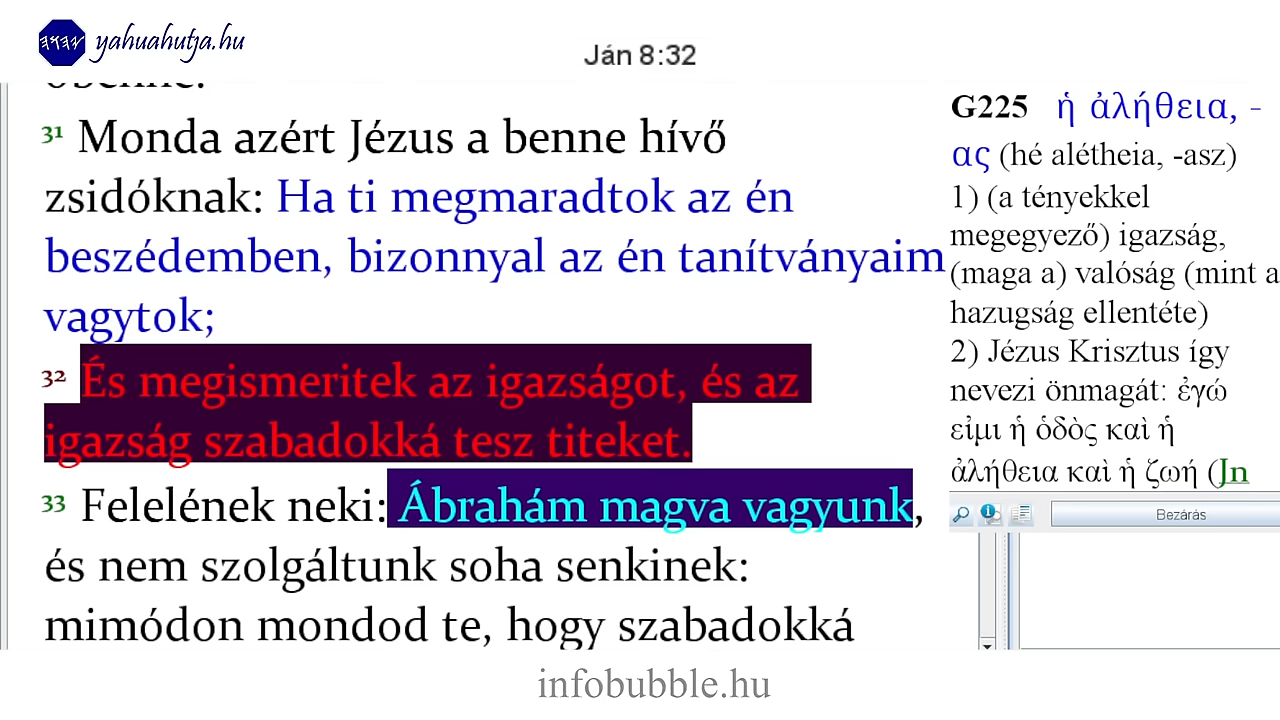 yahuahutja.hu
Ján 8:32
őbenne.
31 Monda azért Jézus a benne hívő
zsidóknak: Ha ti megmaradtok az én
beszédemben, bizonnyal az én tanítványaim
vagytok;
32 És megismeritek az igazságot, és az
igazság szabadokká tesz titeket.
33 Felelének neki: Ábrahám magva vagyunk,
és nem szolgáltunk soha senkinek:
mimódon mondod te, hogy szabadokká
G225 ἡ ἀλήθεια, -
ας (hé alétheia, -asz)
1) (a tényekkel
megegyező) igazság,
(maga a) valóság (mint a
hazugság ellentéte)
2) Jézus Krisztus így
nevezi önmagát: ἐγώ
εἰμι ἡ ὁδὸς καὶ ἡ
ἀλήθεια καὶ ἡ ζωή (Jn
Bezárás
infobubble.hu